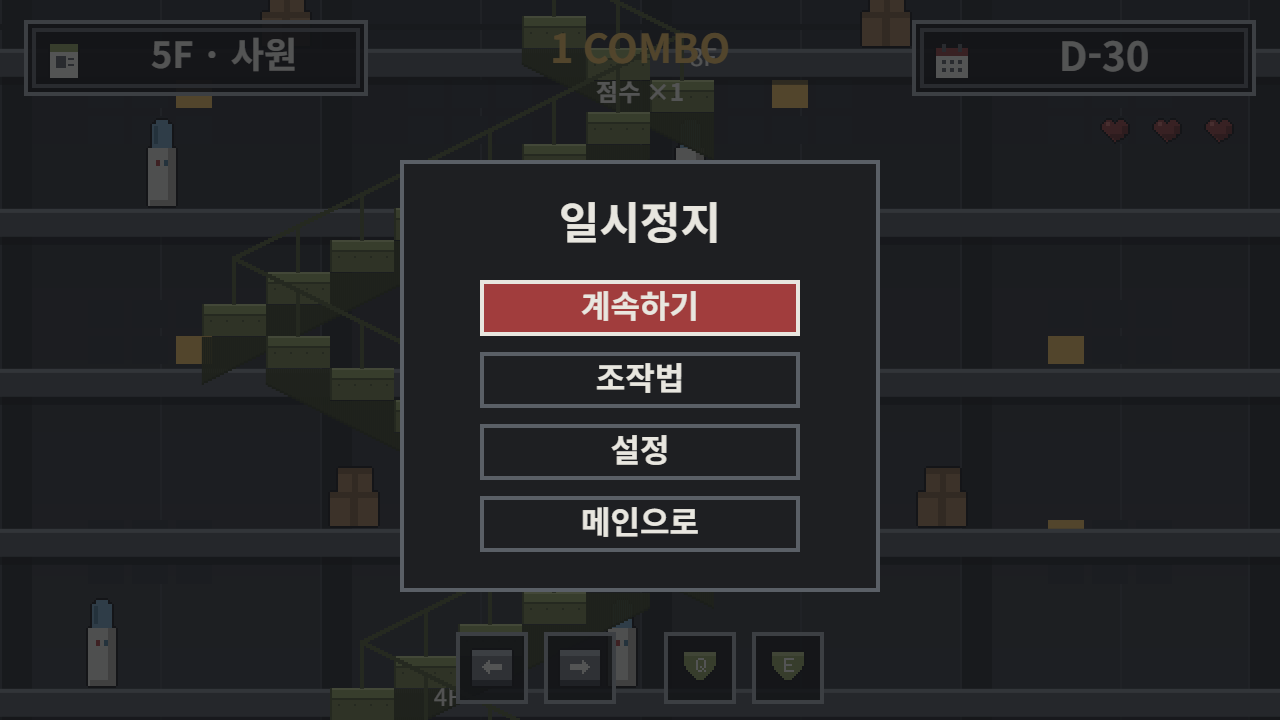 5F · 사원
1 COMBO
점수 ×1
D-30
일시정지
계속하기
조작법
설정
메인으로
Q
E